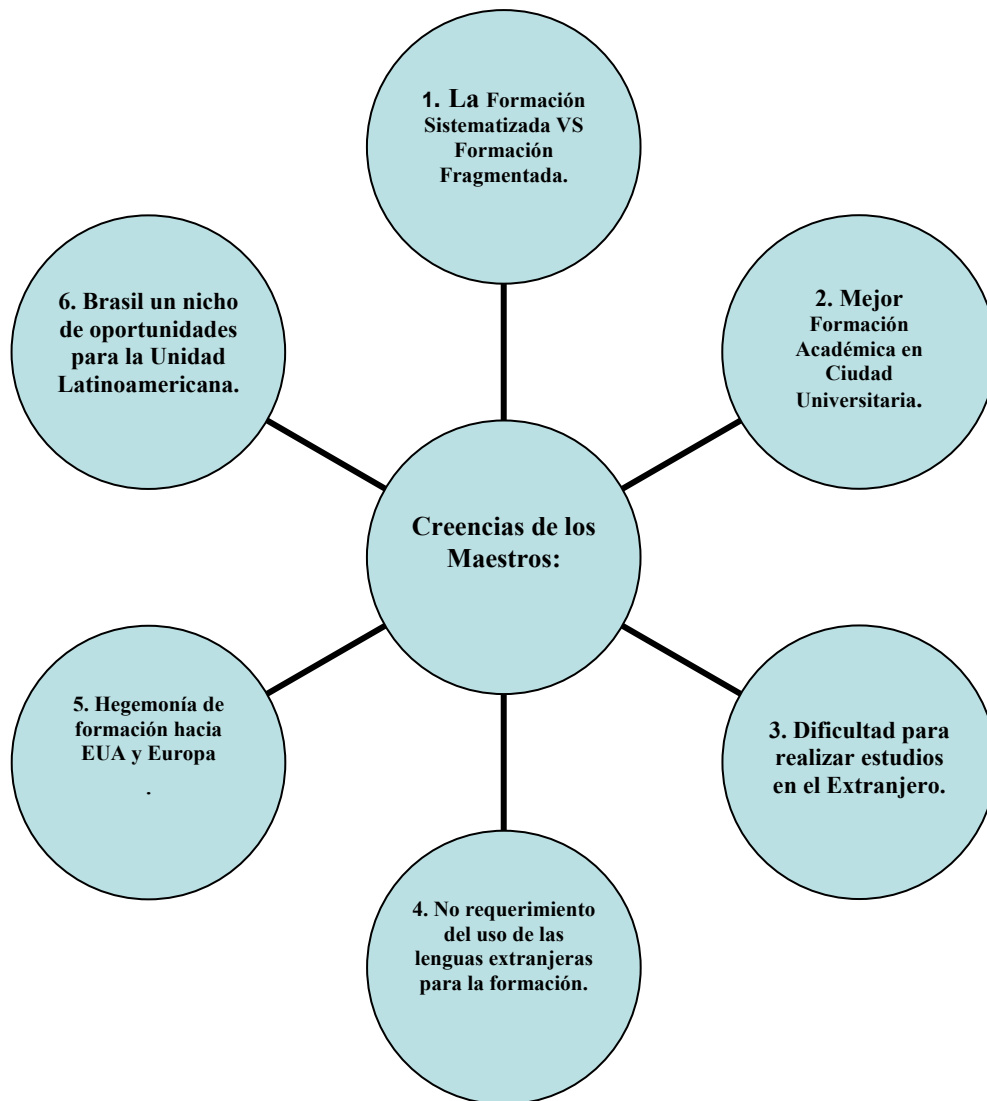 1. La Formación
Sistematizada VS
Formación
Fragmentada.
2. Mejor
Formación
Académica en
Ciudad
Universitaria.
3. Dificultad para
realizar estudios
en el Extranjero.
4. No requerimiento
del uso de las
lenguas extranjeras
para la formación.
5. Hegemonía de
formación hacia
EUA y Europa
.
6. Brasil un nicho
de oportunidades
para la Unidad
Latinoamericana.
Creencias de los
Maestros: